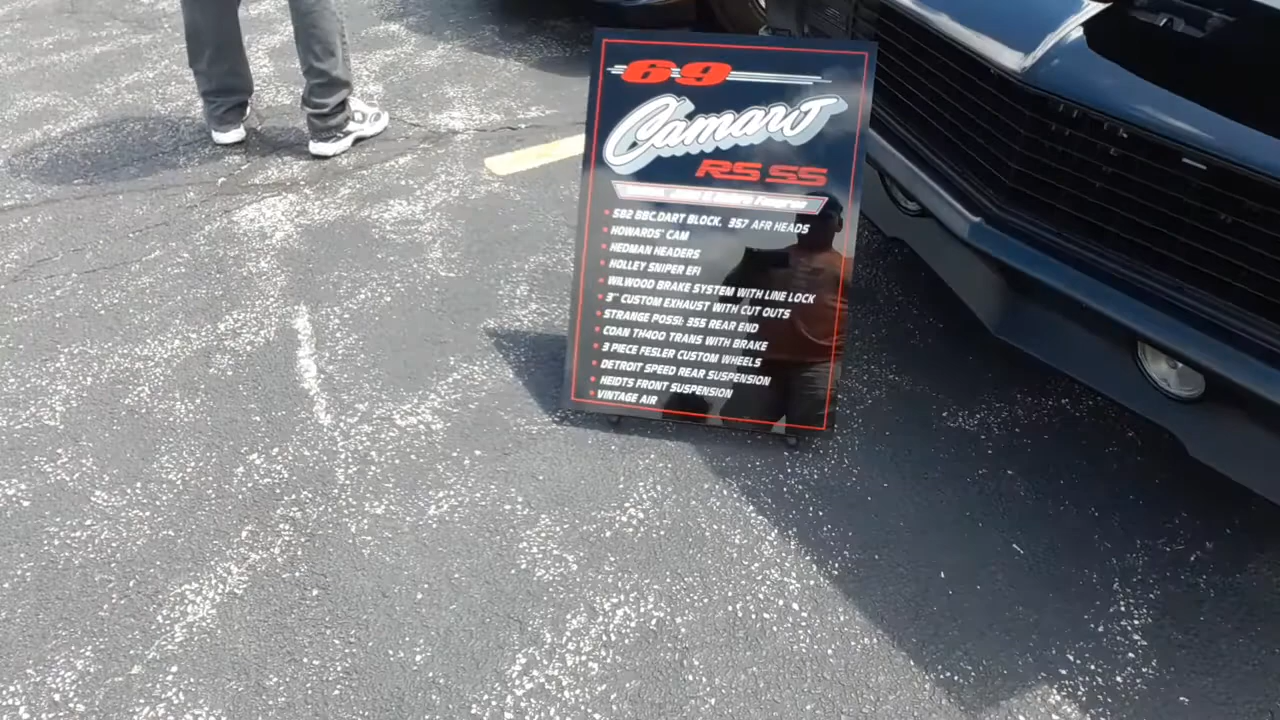 69
Camaro
RS SS
582 BBC.DART BLOCK, 357 AFR HEADS
HOWARDS' CAM
HEDMAN HEADERS
HOLLEY SNIPER EFI
WILWOOD BRAKE SYSTEM WITH LINE LOCK
3" CUSTOM EXHAUST WITH CUT OUTS
STRANGE POSSI: 355 REAR END
COAN TH400 TRANS WITH BRAKE
3 PIECE FESLER CUSTOM WHEELS
DETROIT SPEED REAR SUSPENSION
HEIDTS FRONT SUSPENSION
VINTAGE AIR